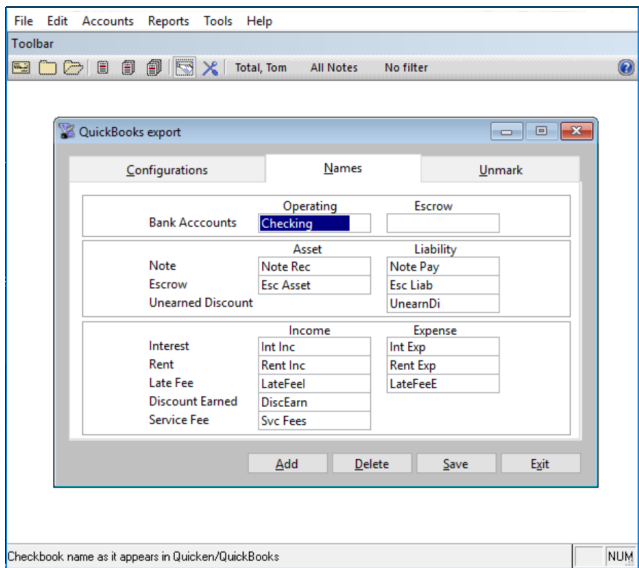 File Edit Accounts Reports Tools Help
Toolbar
Total, Tom All Notes No filter
QuickBooks export
Configurations Names Unmark
Operating Escrow
Bank Acccounts Checking
Asset Liability
Note Note Rec Note Pay
Escrow Esc Asset Esc Liab
Unearned Discount UnearnDi
Income Expense
Interest Int Inc Int Exp
Rent Rent Inc Rent Exp
Late Fee LateFeeI LateFeeE
Discount Earned DiscEarn
Service Fee Svc Fees
Add Delete Save Exit
Checkbook name as it appears in Quicken/QuickBooks NUM